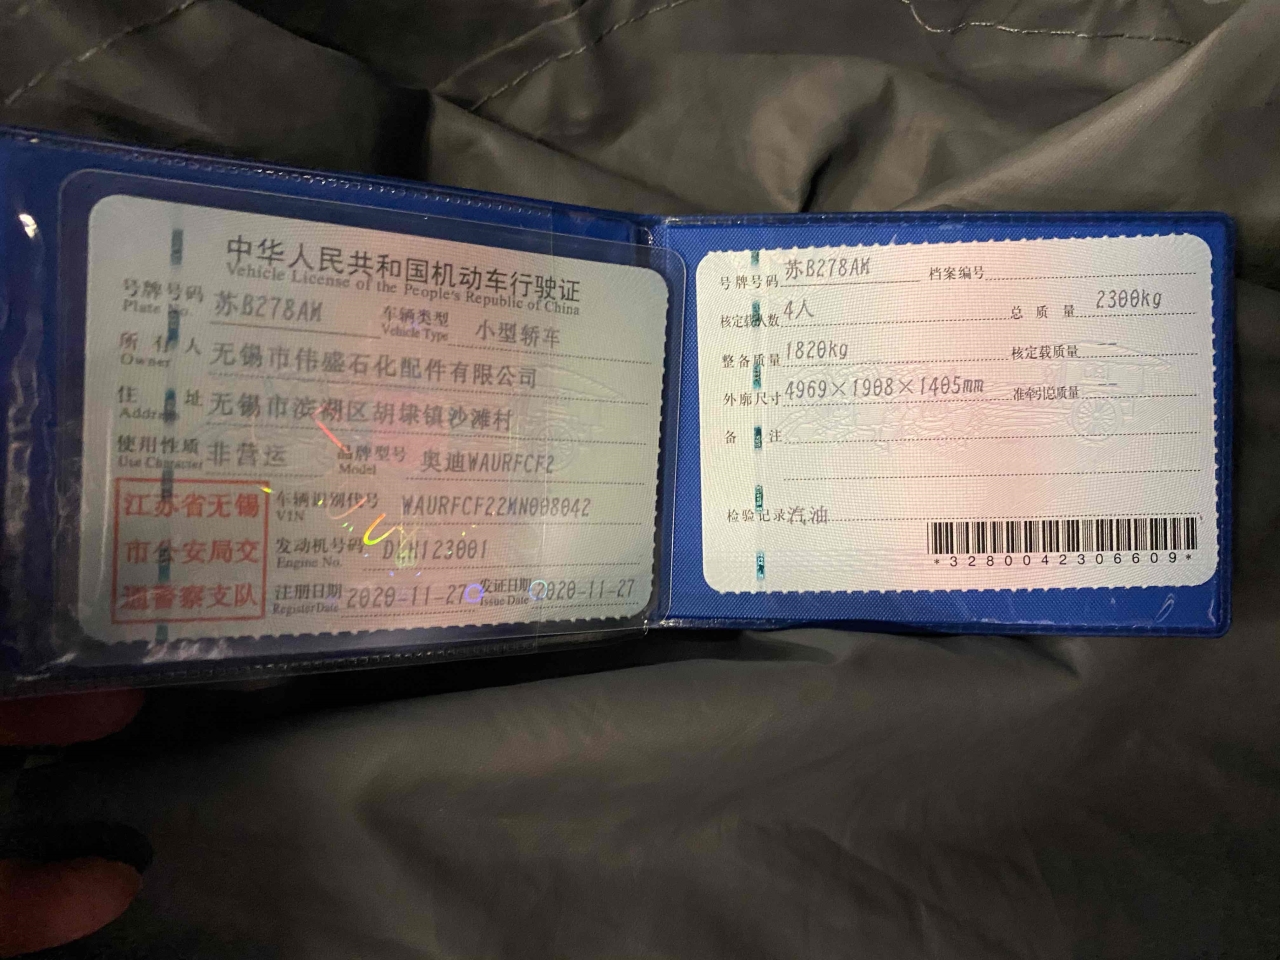 中华人民共和国机动车行驶证
Vehicle License of the People's Republic of China
号牌号码 苏B278AM 车辆类型 小型轿车
Plate No. Vehicle Type
所有人 无锡市伟盛石化配件有限公司
Owner
住址 无锡市滨湖区胡埭镇沙滩村
Address
使用性质 非营运 品牌型号 奥迪WAURFCF2
Use Character Model
江苏省无锡
市公安局交
通警察支队
车辆识别代号 WAURFCF22MN008042
VIN
发动机号码 123001
Engine No.
注册日期 2020-11-27 发证日期 2020-11-27
Register Date Issue Date
号牌号码 苏B278AM 档案编号
核定载人数 4人 总质量 2300kg
整备质量 1820kg 核定载质量 --
外廓尺寸 4969×1908×1405mm 准牵引总质量 --
备注
检验记录 汽油
*3280042306609*